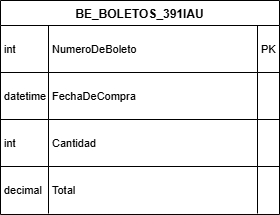 BE_BOLETOS_391IAU
int NumeroDeBoleto PK
datetime FechaDeCompra
int Cantidad
decimal Total